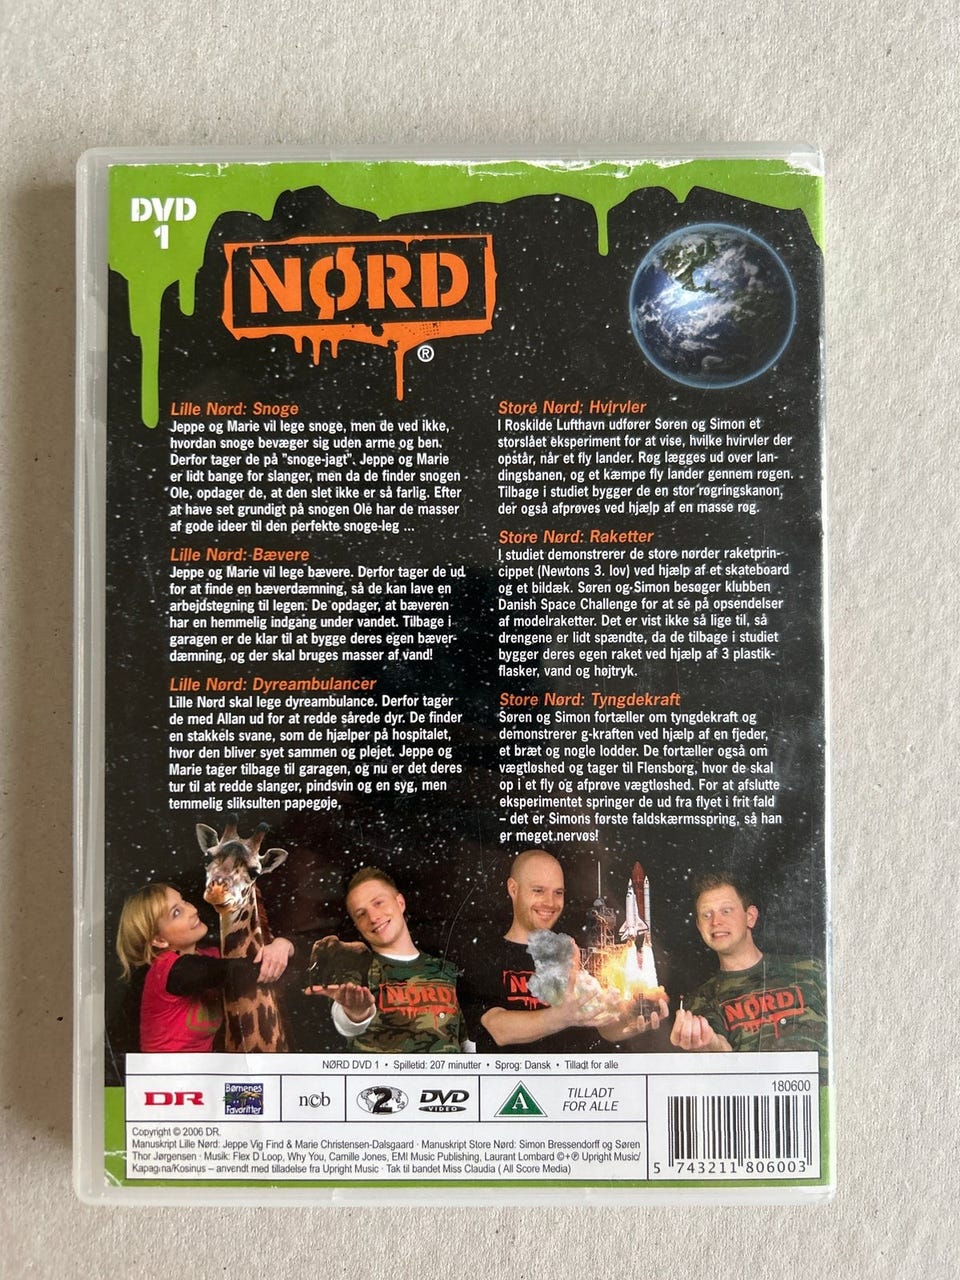 DVD
1
NØRD
®
Lille Nørd: Snoge
Jeppe og Marie vil lege snoge, men de ved ikke,
hvordan snoge bevæger sig uden arme og ben.
Derfor tager de på "snoge-jagt". Jeppe og Marie
er lidt bange for slanger, men da de finder snogen
Ole, opdager de, at den slet ikke er så farlig. Efter
at have set grundigt på snogen Ole har de masser
af gode ideer til den perfekte snoge-leg ...
Lille Nørd: Bævere
Jeppe og Marie vil lege bævere. Derfor tager de ud
for at finde en bæverdæmning, så de kan lave en
arbejdstegning til legen. De opdager, at bæveren
har en hemmelig indgang under vandet. Tilbage i
garagen er de klar til at bygge deres egen bæver-
dæmning, og der skal bruges masser af vand!
Lille Nørd: Dyreambulancer
Lille Nørd skal lege dyreambulance. Derfor tager
de med Allan ud for at redde sårede dyr. De finder
en stakkels svane, som de hjælper på hospitalet,
hvor den bliver syet sammen og plejet. Jeppe og
Marie tager tilbage til garagen, og nu er det deres
tur til at redde slanger, pindsvin og en syg, men
temmelig sliksulten papegøje,
Store Nørd: Hvirvler
I Roskilde Lufthavn udfører Søren og Simon et
storslået eksperiment for at vise, hvilke hvirvler der
opstår, når et fly lander. Røg lægges ud over lan-
dingsbanen, og et kæmpe fly lander gennem røgen.
Tilbage i studiet bygger de en stor røgringskanon,
der også afprøves ved hjælp af en masse røg.
Store Nørd: Raketter
I studiet demonstrerer de store nørder raketprin-
cippet (Newtons 3. lov) ved hjælp af et skateboard
og et bildæk. Søren og Simon besøger klubben
Danish Space Challenge for at se på opsendelser
af modelraketter. Det er vist ikke så lige til, så
drengene er lidt spændte, da de tilbage i studiet
bygger deres egen raket ved hjælp af 3 plastik-
flasker, vand og højtryk.
Store Nørd: Tyngdekraft
Søren og Simon fortæller om tyngdekraft og
demonstrerer g-kraften ved hjælp af en fjeder,
et bræt og nogle lodder. De fortæller også om
vægtløshed og tager til Flensborg, hvor de skal
op i et fly og afprøve vægtløshed. For at afslutte
eksperimentet springer de ud fra flyet i frit fald
– det er Simons første faldskærmsspring, så han
er meget nervøs!
NØRD
NØRD
NØRD DVD 1 • Spilletid: 207 minutter • Sprog: Dansk • Tilladt for alle
DR
Børnenes
Favoritter
ncb
2
DVD
VIDEO
A
TILLADT
FOR ALLE
180600
Copyright © 2006 DR.
Manuskript Lille Nørd: Jeppe Vig Find & Marie Christensen-Dalsgaard · Manuskript Store Nørd: Simon Bressendorff og Søren
Thor Jørgensen · Musik: Flex D Loop, Why You, Camille Jones, EMI Music Publishing, Laurant Lombard ©+℗ Upright Music/
Kapagina/Kosinus – anvendt med tilladelse fra Upright Music · Tak til bandet Miss Claudia ( All Score Media)
5 743211 806003